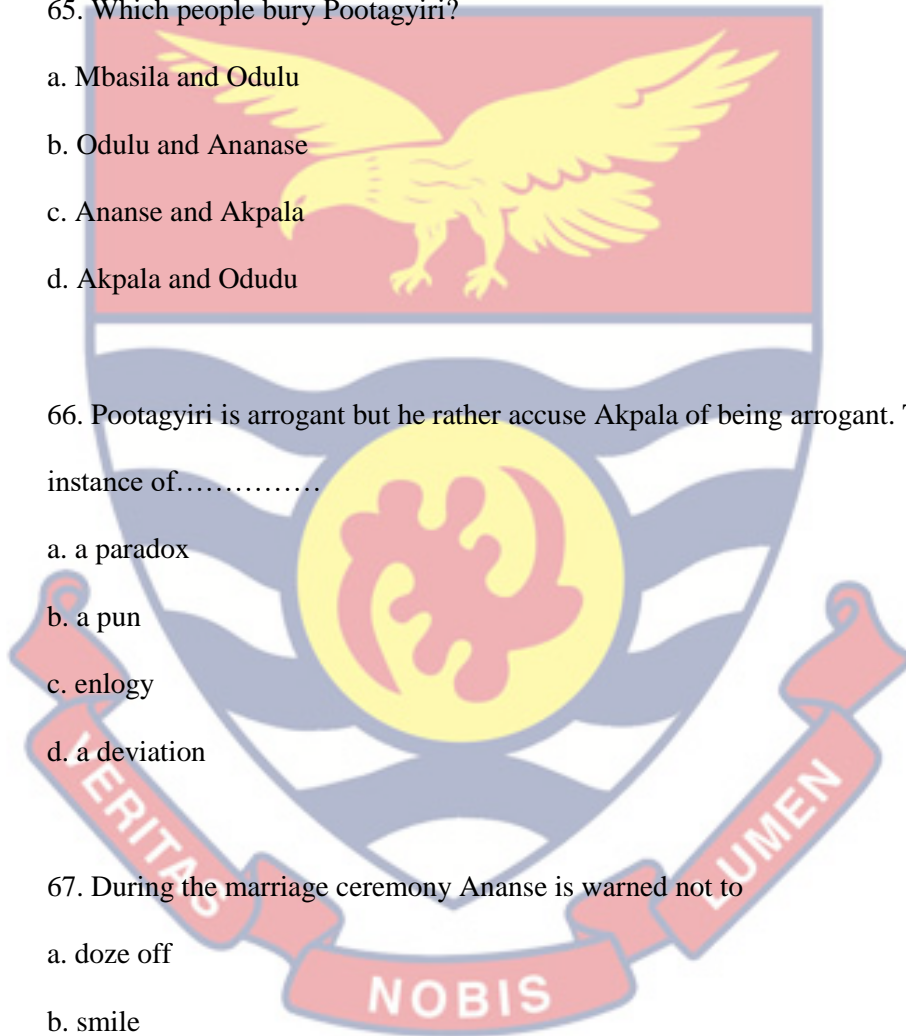 65. Which people bury Pootagyiri?
a. Mbasila and Odulu
b. Odulu and Ananase
c. Ananse and Akpala
d. Akpala and Odudu
66. Pootagyiri is arrogant but he rather accuse Akpala of being arrogant.
instance of……………
a. a paradox
b. a pun
c. enlogy
d. a deviation
67. During the marriage ceremony Ananse is warned not to
a. doze off
b. smile
VERITAS NOBIS LUMEN